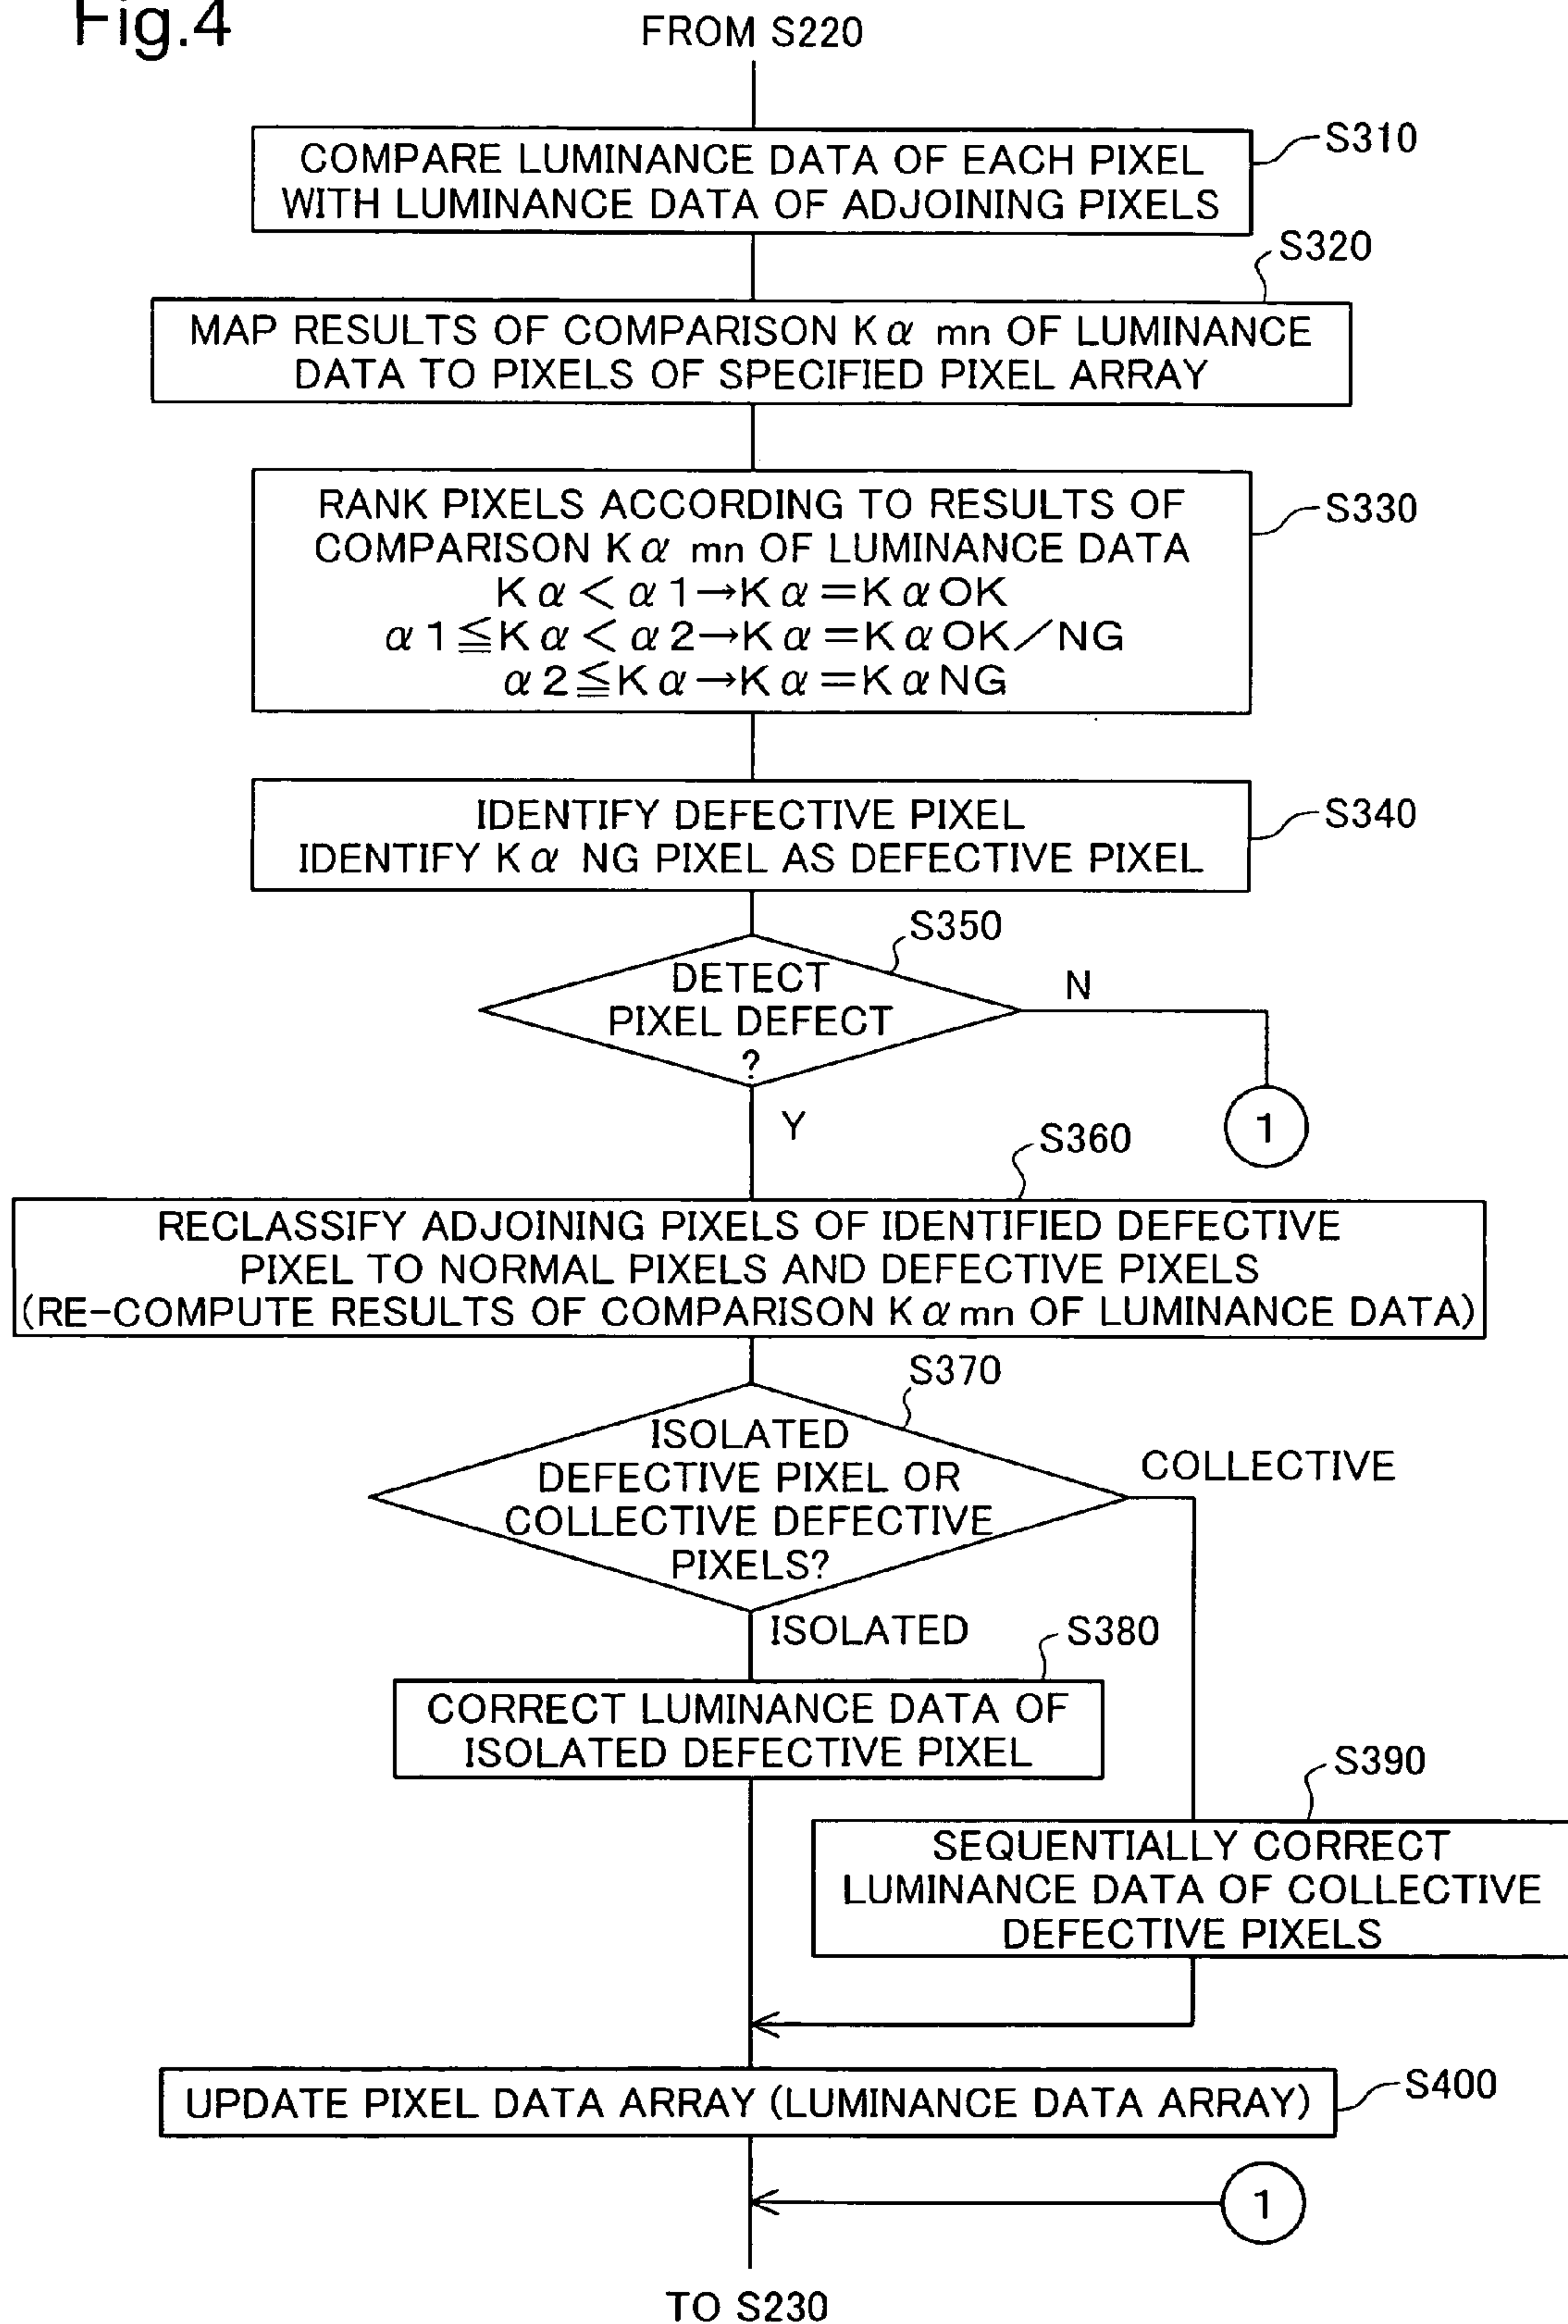 Fig.4
FROM S220
COMPARE LUMINANCE DATA OF EACH PIXEL
WITH LUMINANCE DATA OF ADJOINING PIXELS
S310
S320
MAP RESULTS OF COMPARISON Kα mn OF LUMINANCE
DATA TO PIXELS OF SPECIFIED PIXEL ARRAY
RANK PIXELS ACCORDING TO RESULTS OF
COMPARISON Kα mn OF LUMINANCE DATA
Kα<α1→Kα=KαOK
α1≦Kα<α2→Kα=KαOK/NG
α2≦Kα→Kα=KαNG
S330
IDENTIFY DEFECTIVE PIXEL
IDENTIFY Kα NG PIXEL AS DEFECTIVE PIXEL
S340
S350
DETECT
PIXEL DEFECT
?
N
Y
1
S360
RECLASSIFY ADJOINING PIXELS OF IDENTIFIED DEFECTIVE
PIXEL TO NORMAL PIXELS AND DEFECTIVE PIXELS
(RE-COMPUTE RESULTS OF COMPARISON Kαmn OF LUMINANCE DATA)
S370
ISOLATED
DEFECTIVE PIXEL OR
COLLECTIVE DEFECTIVE
PIXELS?
COLLECTIVE
ISOLATED
S380
CORRECT LUMINANCE DATA OF
ISOLATED DEFECTIVE PIXEL
S390
SEQUENTIALLY CORRECT
LUMINANCE DATA OF COLLECTIVE
DEFECTIVE PIXELS
UPDATE PIXEL DATA ARRAY (LUMINANCE DATA ARRAY)
S400
1
TO S230